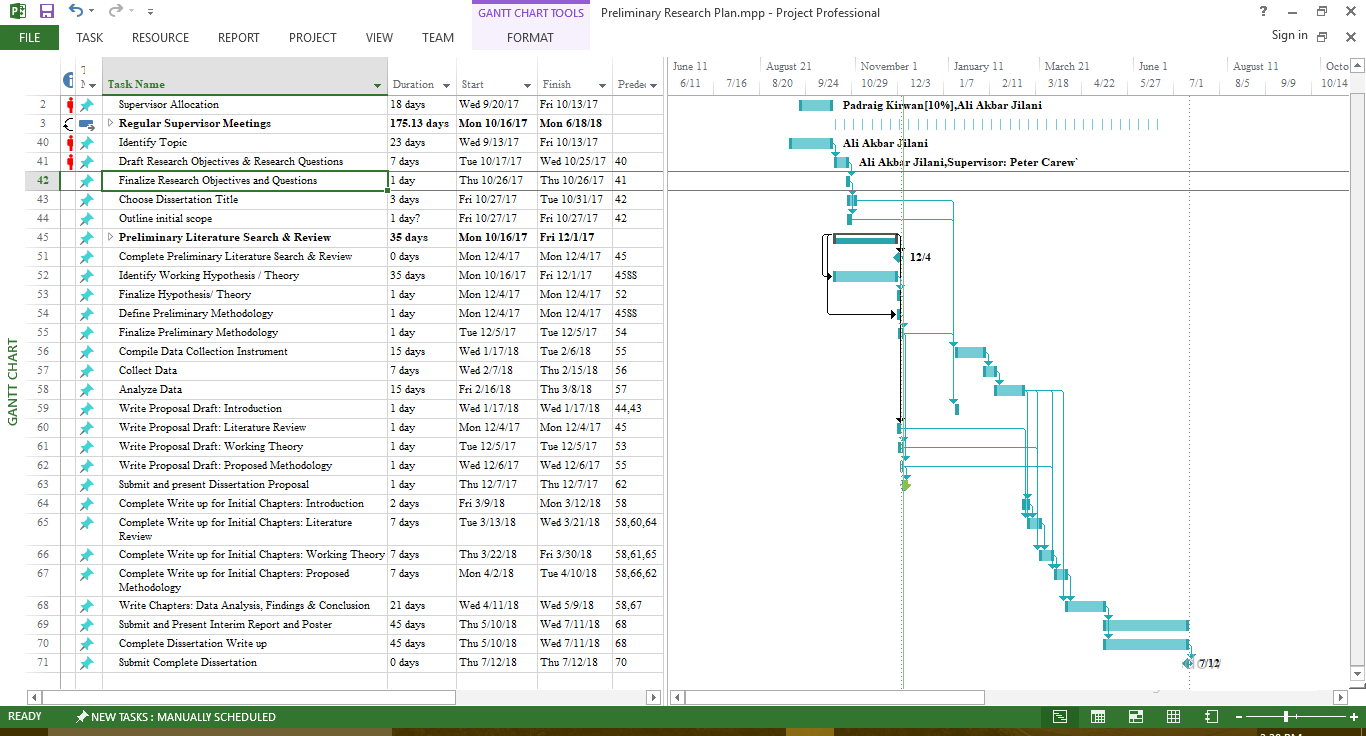 GANTT CHART TOOLS Preliminary Research Plan.mpp - Project Professional ?
FILE TASK RESOURCE REPORT PROJECT VIEW TEAM FORMAT Sign in
June 11 August 21 November 1 January 11 March 21 June 1 August 11 Octo
Task Name Duration Start Finish Predec 6/11 7/16 8/20 9/24 10/29 12/3 1/7 2/11 3/18 4/22 5/27 7/1 8/5 9/9 10/14
2 Supervisor Allocation 18 days Wed 9/20/17 Fri 10/13/17 Padraig Kirwan[10%],Ali Akbar Jilani
3 Regular Supervisor Meetings 175.13 days Mon 10/16/17 Mon 6/18/18
40 Identify Topic 23 days Wed 9/13/17 Fri 10/13/17 Ali Akbar Jilani
41 Draft Research Objectives & Research Questions 7 days Tue 10/17/17 Wed 10/25/17 40 Ali Akbar Jilani,Supervisor: Peter Carew`
42 Finalize Research Objectives and Questions 1 day Thu 10/26/17 Thu 10/26/17 41
43 Choose Dissertation Title 3 days Fri 10/27/17 Tue 10/31/17 42
44 Outline initial scope 1 day? Fri 10/27/17 Fri 10/27/17 42
45 Preliminary Literature Search & Review 35 days Mon 10/16/17 Fri 12/1/17
51 Complete Preliminary Literature Search & Review 0 days Mon 12/4/17 Mon 12/4/17 45 12/4
52 Identify Working Hypothesis / Theory 35 days Mon 10/16/17 Fri 12/1/17 45SS
53 Finalize Hypothesis/ Theory 1 day Mon 12/4/17 Mon 12/4/17 52
54 Define Preliminary Methodology 1 day Mon 12/4/17 Mon 12/4/17 45SS
55 Finalize Preliminary Methodology 1 day Tue 12/5/17 Tue 12/5/17 54
56 Compile Data Collection Instrument 15 days Wed 1/17/18 Tue 2/6/18 55
57 Collect Data 7 days Wed 2/7/18 Thu 2/15/18 56
58 Analyze Data 15 days Fri 2/16/18 Thu 3/8/18 57
59 Write Proposal Draft: Introduction 1 day Wed 1/17/18 Wed 1/17/18 44,43
60 Write Proposal Draft: Literature Review 1 day Mon 12/4/17 Mon 12/4/17 45
61 Write Proposal Draft: Working Theory 1 day Tue 12/5/17 Tue 12/5/17 53
62 Write Proposal Draft: Proposed Methodology 1 day Wed 12/6/17 Wed 12/6/17 55
63 Submit and present Dissertation Proposal 1 day Thu 12/7/17 Thu 12/7/17 62
64 Complete Write up for Initial Chapters: Introduction 2 days Fri 3/9/18 Mon 3/12/18 58
65 Complete Write up for Initial Chapters: Literature 7 days Tue 3/13/18 Wed 3/21/18 58,60,64
Review
66 Complete Write up for Initial Chapters: Working Theory 7 days Thu 3/22/18 Fri 3/30/18 58,61,65
67 Complete Write up for Initial Chapters: Proposed 7 days Mon 4/2/18 Tue 4/10/18 58,66,62
Methodology
68 Write Chapters: Data Analysis, Findings & Conclusion 21 days Wed 4/11/18 Wed 5/9/18 58,67
69 Submit and Present Interim Report and Poster 45 days Thu 5/10/18 Wed 7/11/18 68
70 Complete Dissertation Write up 45 days Thu 5/10/18 Wed 7/11/18 68
71 Submit Complete Dissertation 0 days Thu 7/12/18 Thu 7/12/18 70 7/12
GANTT CHART
READY NEW TASKS : MANUALLY SCHEDULED